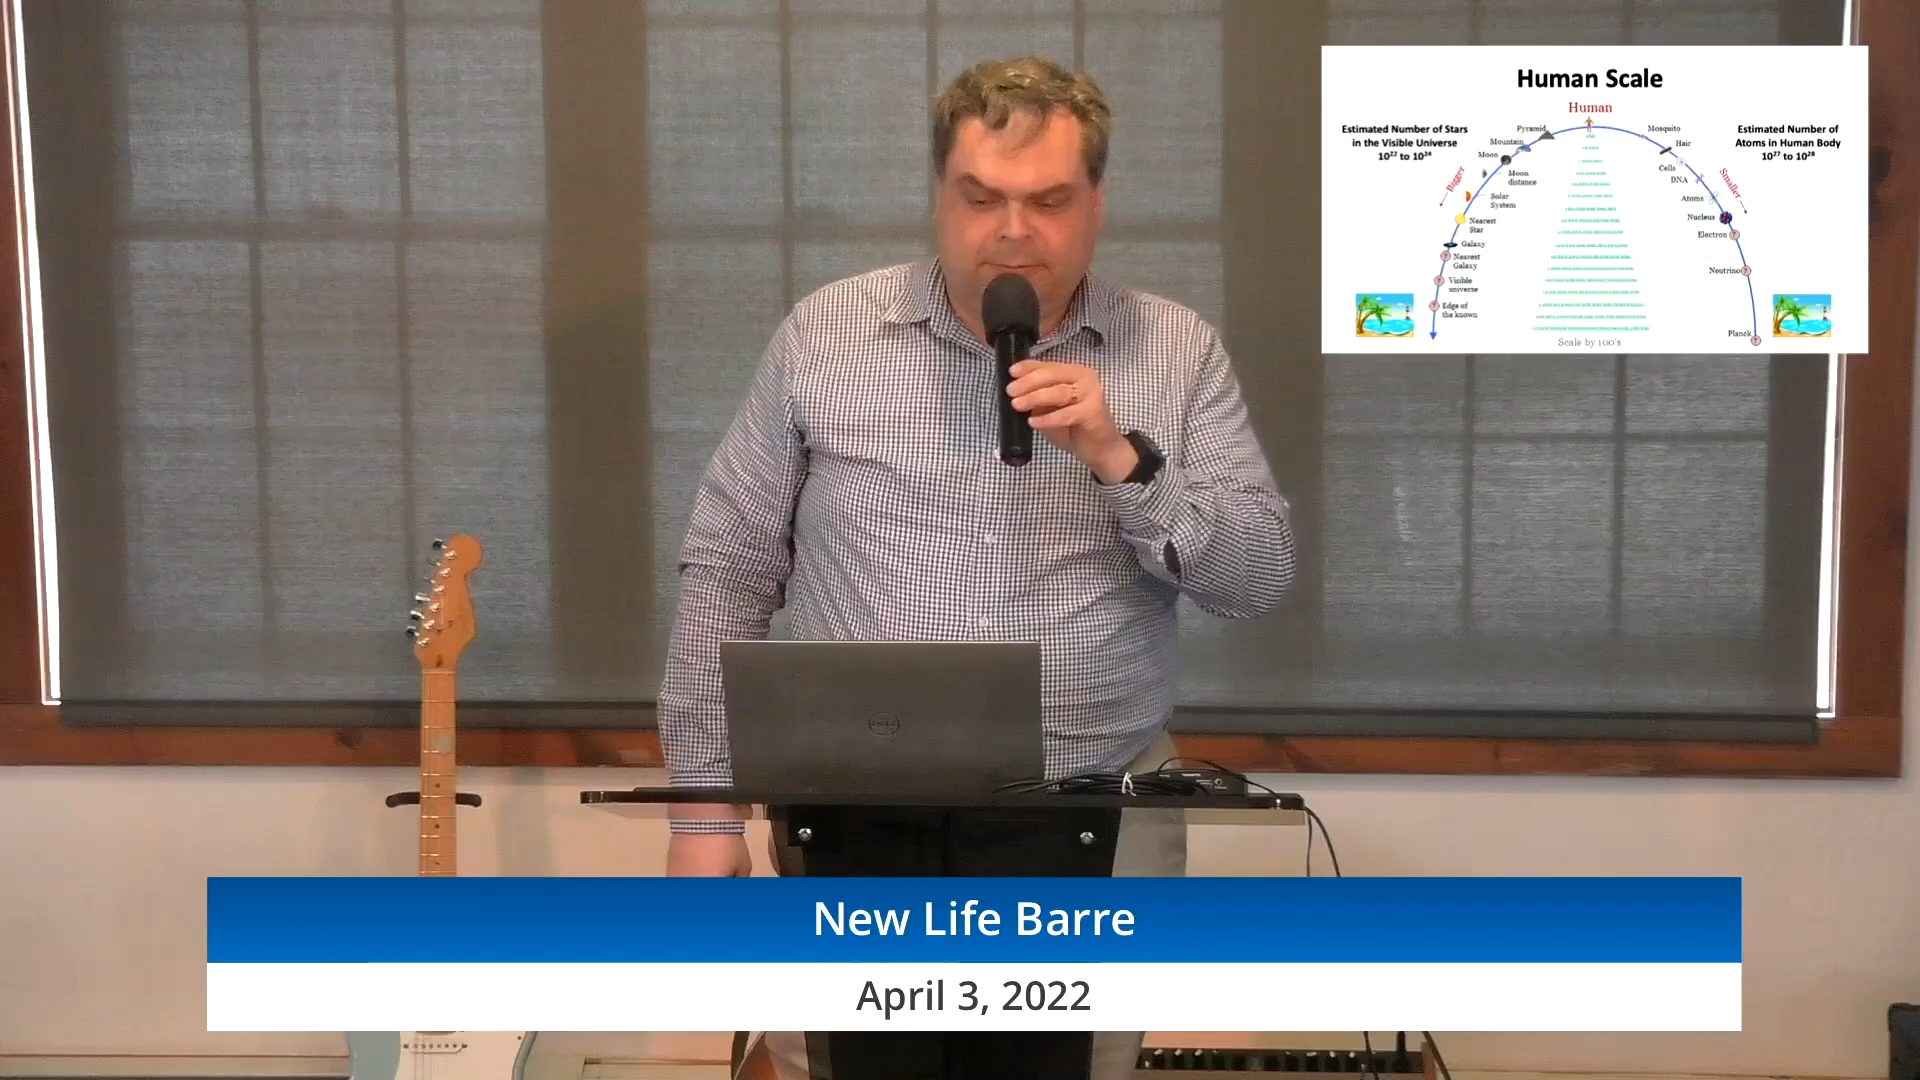 Human Scale
Human
Estimated Number of Stars
in the Visible Universe
10²² to 10²⁴
Estimated Number of
Atoms in Human Body
10²⁷ to 10²⁸
Pyramid
Mountain
Moon
Moon
distance
Bigger
Solar
System
Nearest
Star
Galaxy
Nearest
Galaxy
Visible
universe
Edge of
the known
Mosquito
Hair
Cells
DNA
Smaller
Atoms
Nucleus
Electron
Neutrino
Planck
Scale by 100's
DELL
New Life Barre
April 3, 2022